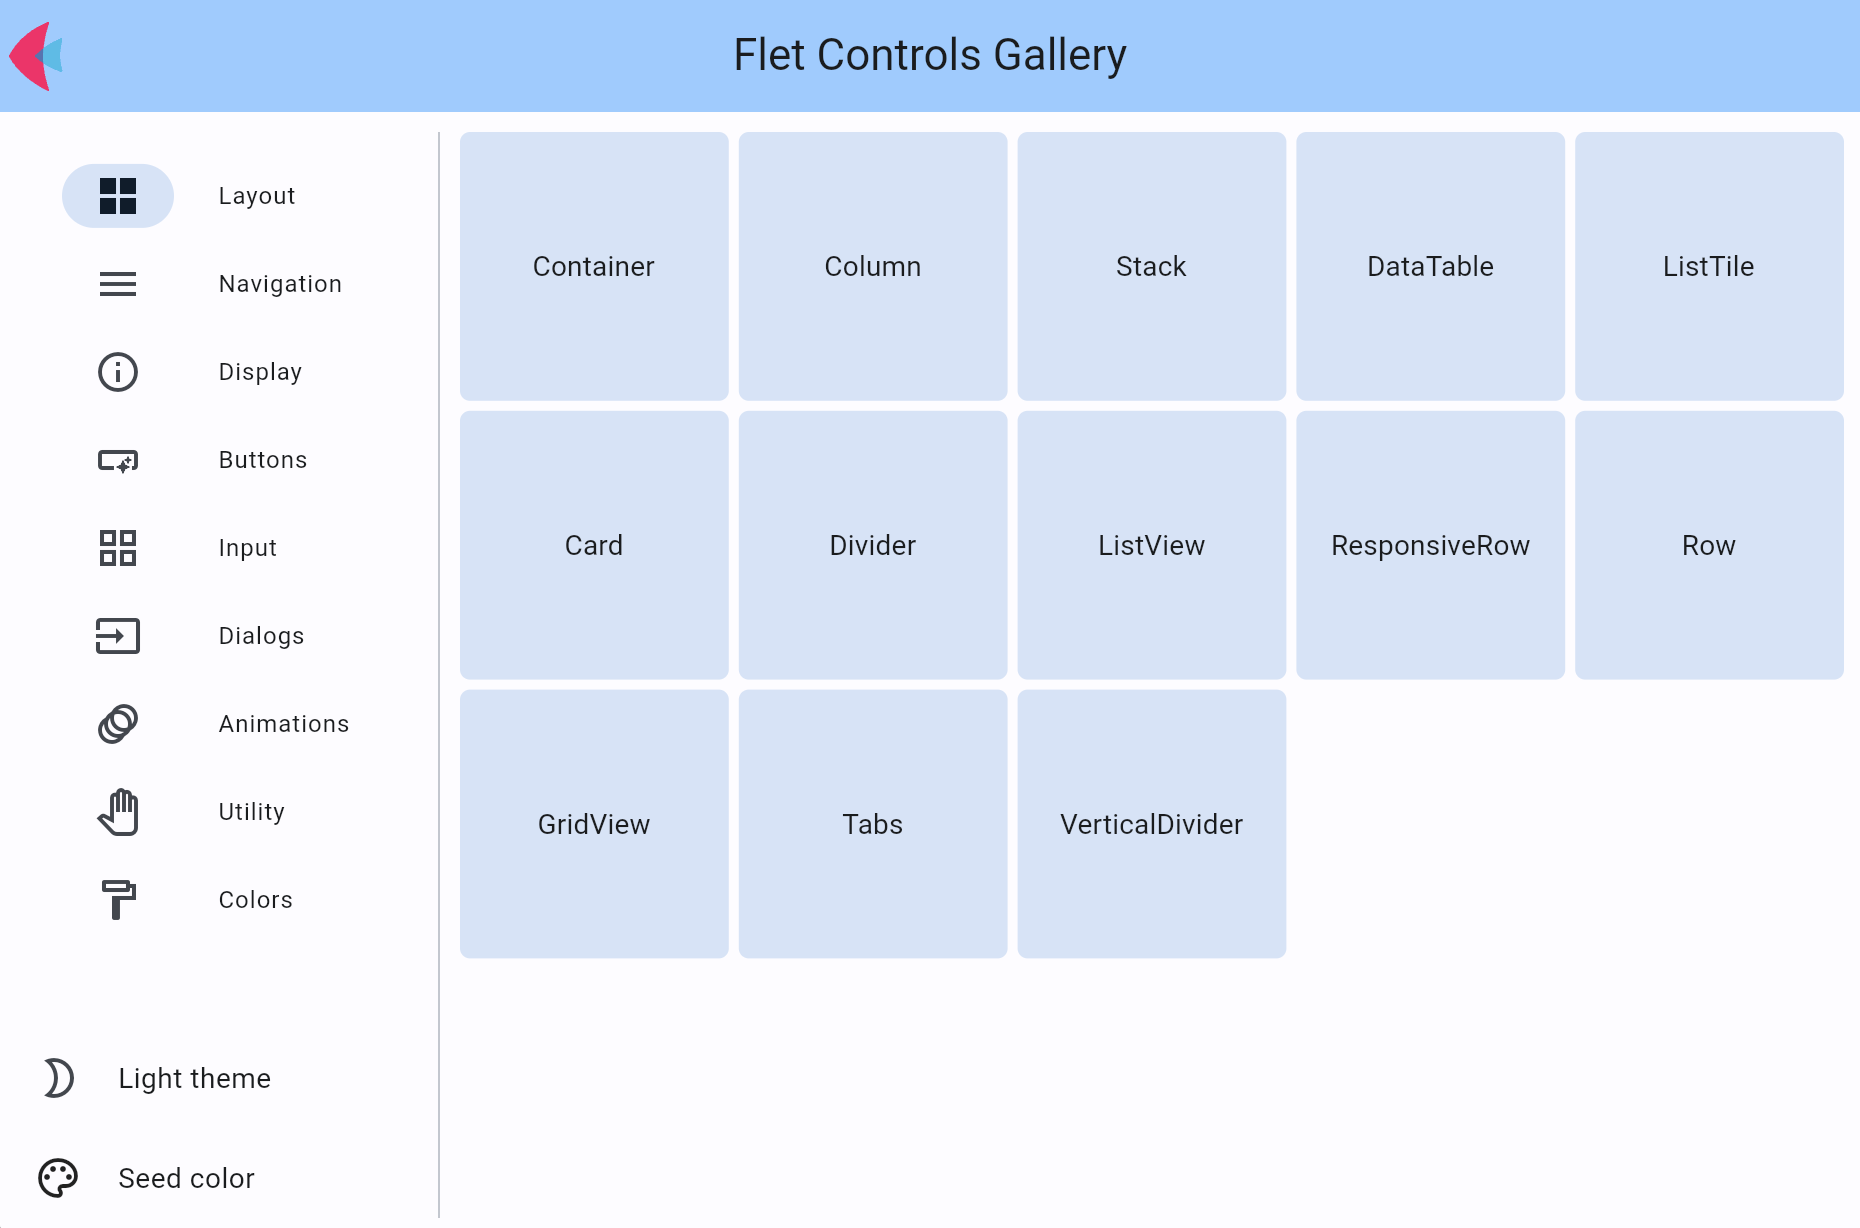 Flet Controls Gallery
Layout
Navigation
Display
Buttons
Input
Dialogs
Animations
Utility
Colors
Light theme
Seed color
Container
Column
Stack
DataTable
ListTile
Card
Divider
ListView
ResponsiveRow
Row
GridView
Tabs
VerticalDivider